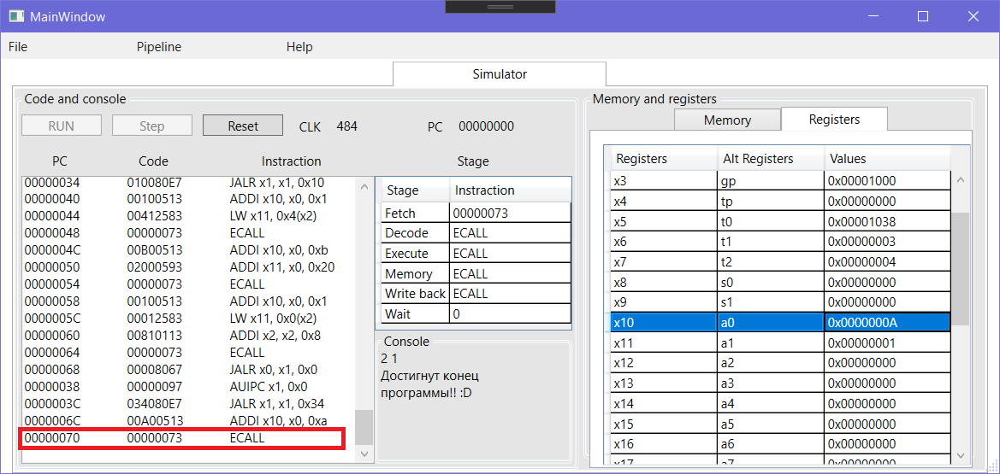 MainWindow
File Pipeline Help
Simulator
Code and console
RUN Step Reset CLK 484 PC 00000000
PC Code Instraction Stage
00000034 010080E7 JALR x1, x1, 0x10
00000040 00100513 ADDI x10, x0, 0x1
00000044 00412583 LW x11, 0x4(x2)
00000048 00000073 ECALL
0000004C 00B00513 ADDI x10, x0, 0xb
00000050 02000593 ADDI x11, x0, 0x20
00000054 00000073 ECALL
00000058 00100513 ADDI x10, x0, 0x1
0000005C 00012583 LW x11, 0x0(x2)
00000060 00810113 ADDI x2, x2, 0x8
00000064 00000073 ECALL
00000068 00008067 JALR x0, x1, 0x0
00000038 00000097 AUIPC x1, 0x0
0000003C 034080E7 JALR x1, x1, 0x34
0000006C 00A00513 ADDI x10, x0, 0xa
00000070 00000073 ECALL
Stage Instraction
Fetch 00000073
Decode ECALL
Execute ECALL
Memory ECALL
Write back ECALL
Wait 0
Console
2 1
Достигнут конец
программы!! :D
Memory and registers
Memory Registers
Registers Alt Registers Values
x3 gp 0x00001000
x4 tp 0x00000000
x5 t0 0x00001038
x6 t1 0x00000003
x7 t2 0x00000004
x8 s0 0x00000000
x9 s1 0x00000000
x10 a0 0x0000000A
x11 a1 0x00000001
x12 a2 0x00000000
x13 a3 0x00000000
x14 a4 0x00000000
x15 a5 0x00000000
x16 a6 0x00000000
x17 a7 0x00000000